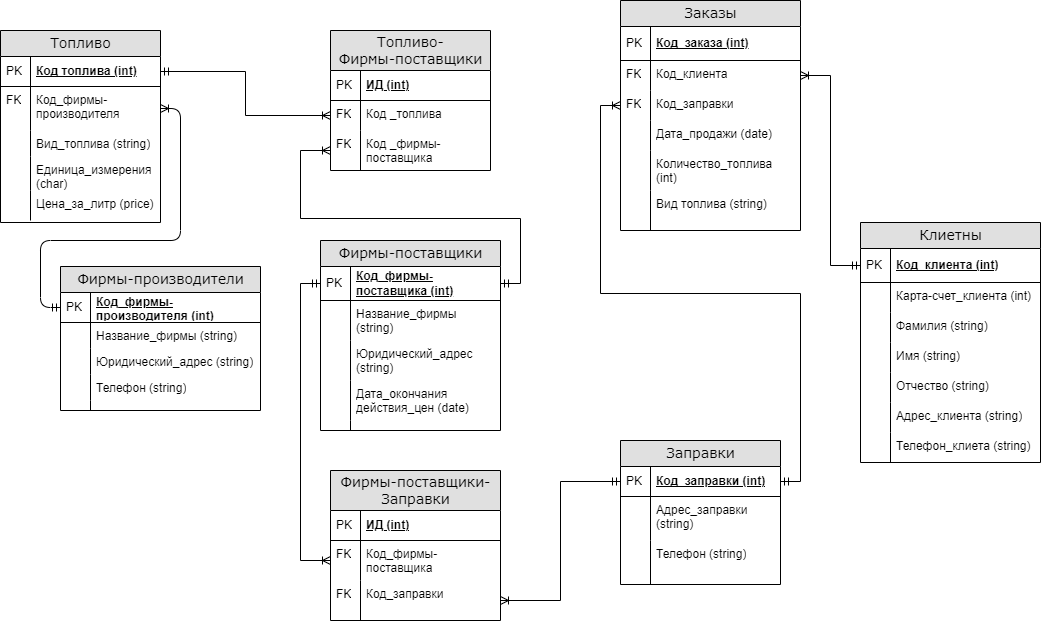 Топливо
PK Код топлива (int)
FK Код_фирмы-
производителя
Вид_топлива (string)
Единица_измерения
(char)
Цена_за_литр (price)
Топливо-
Фирмы-поставщики
PK ИД (int)
FK Код _топлива
FK Код _фирмы-
поставщика
Заказы
PK Код_заказа (int)
FK Код_клиента
FK Код_заправки
Дата_продажи (date)
Количество_топлива
(int)
Вид топлива (string)
Клиетны
PK Код_клиента (int)
Карта-счет_клиента (int)
Фамилия (string)
Имя (string)
Отчество (string)
Адрес_клиента (string)
Телефон_клиета (string)
Фирмы-производители
PK Код_фирмы-
производителя (int)
Название_фирмы (string)
Юридический_адрес (string)
Телефон (string)
Фирмы-поставщики
PK Код_фирмы-
поставщика (int)
Название_фирмы
(string)
Юридический_адрес
(string)
Дата_окончания
действия_цен (date)
Фирмы-поставщики-
Заправки
PK ИД (int)
FK Код_фирмы-
поставщика
FK Код_заправки
Заправки
PK Код_заправки (int)
Адрес_заправки
(string)
Телефон (string)